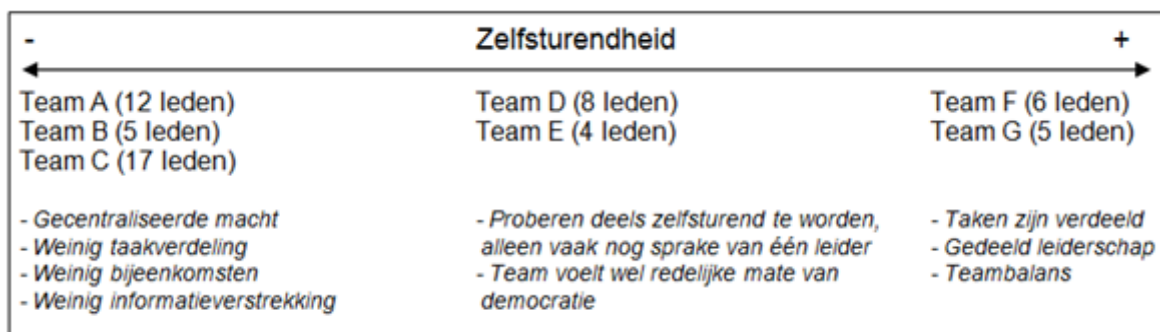 - Zelfsturendheid +
Team A (12 leden)
Team B (5 leden)
Team C (17 leden)
- Gecentraliseerde macht
- Weinig taakverdeling
- Weinig bijeenkomsten
- Weinig informatieverstrekking
Team D (8 leden)
Team E (4 leden)
- Proberen deels zelfsturend te worden,
alleen vaak nog sprake van één leider
- Team voelt wel redelijke mate van
democratie
Team F (6 leden)
Team G (5 leden)
- Taken zijn verdeeld
- Gedeeld leiderschap
- Teambalans